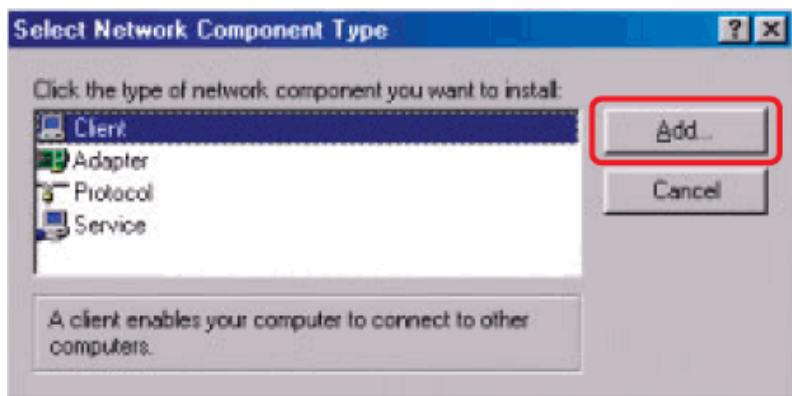 Select Network Component Type
Click the type of network component you want to install:
Client
Adapter
Protocol
Service
Add...
Cancel
A client enables your computer to connect to other
computers.